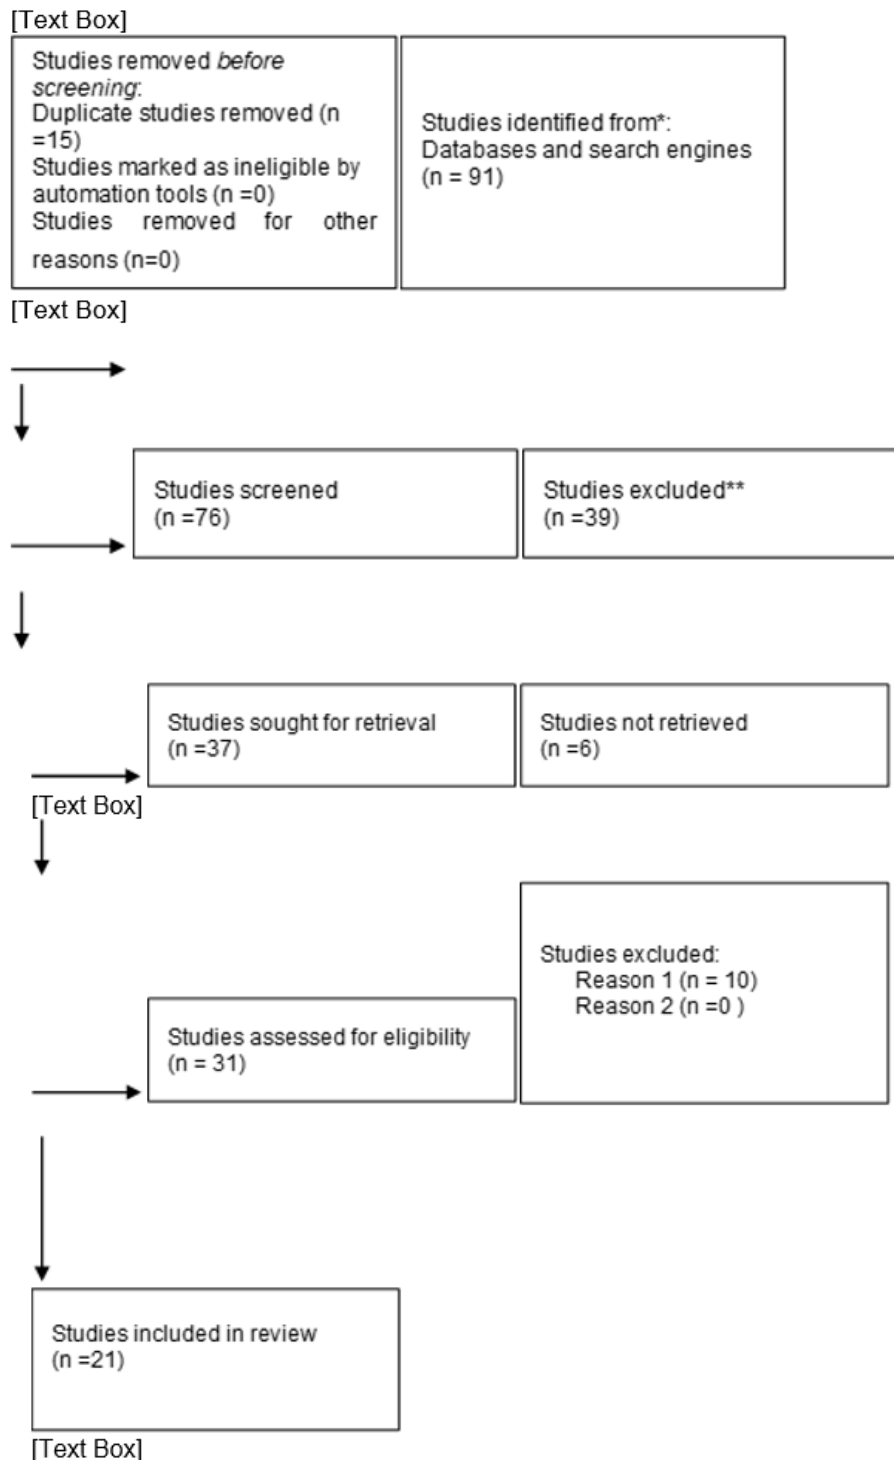 [Text Box]
Studies removed before
screening:
Duplicate studies removed (n
=15)
Studies marked as ineligible by
automation tools (n =0)
Studies removed for other
reasons (n=0)
Studies identified from*:
Databases and search engines
(n = 91)
[Text Box]
Studies screened
(n =76)
Studies excluded**
(n =39)
Studies sought for retrieval
(n =37)
Studies not retrieved
(n =6)
[Text Box]
Studies assessed for eligibility
(n = 31)
Studies excluded:
Reason 1 (n = 10)
Reason 2 (n =0 )
Studies included in review
(n =21)
[Text Box]